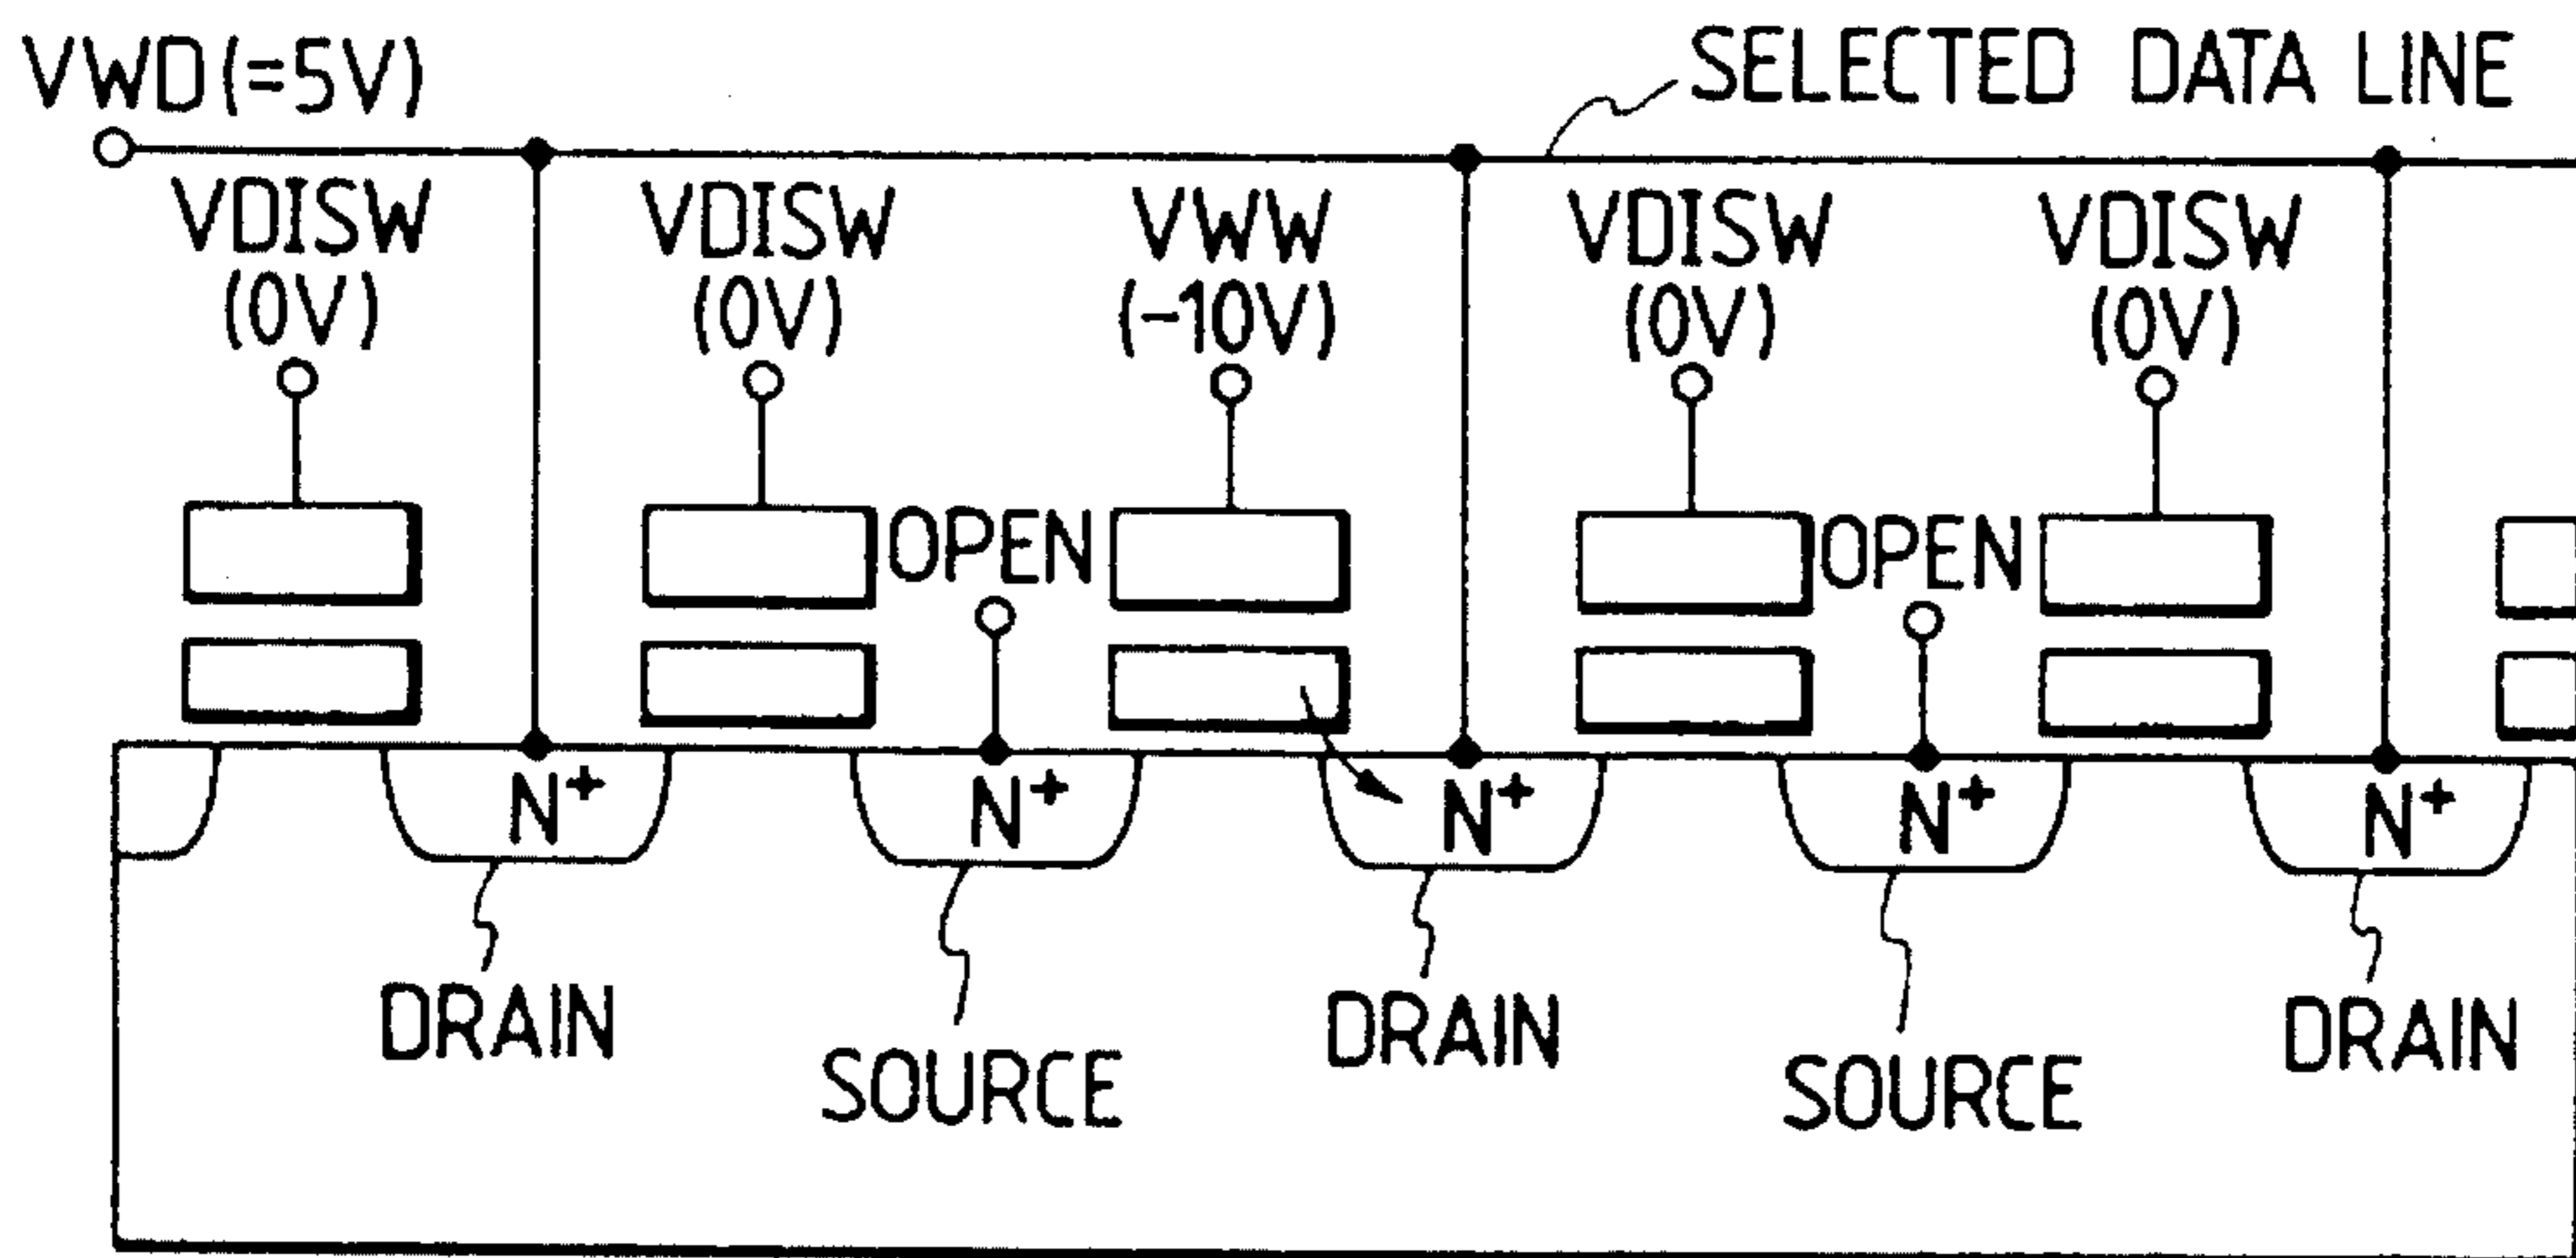 VWD(=5V)
SELECTED DATA LINE
VDISW
(0V)
VDISW
(0V)
VWW
(-10V)
VDISW
(0V)
VDISW
(0V)
OPEN
OPEN
N+
N+
N+
N+
N+
DRAIN
SOURCE
DRAIN
SOURCE
DRAIN